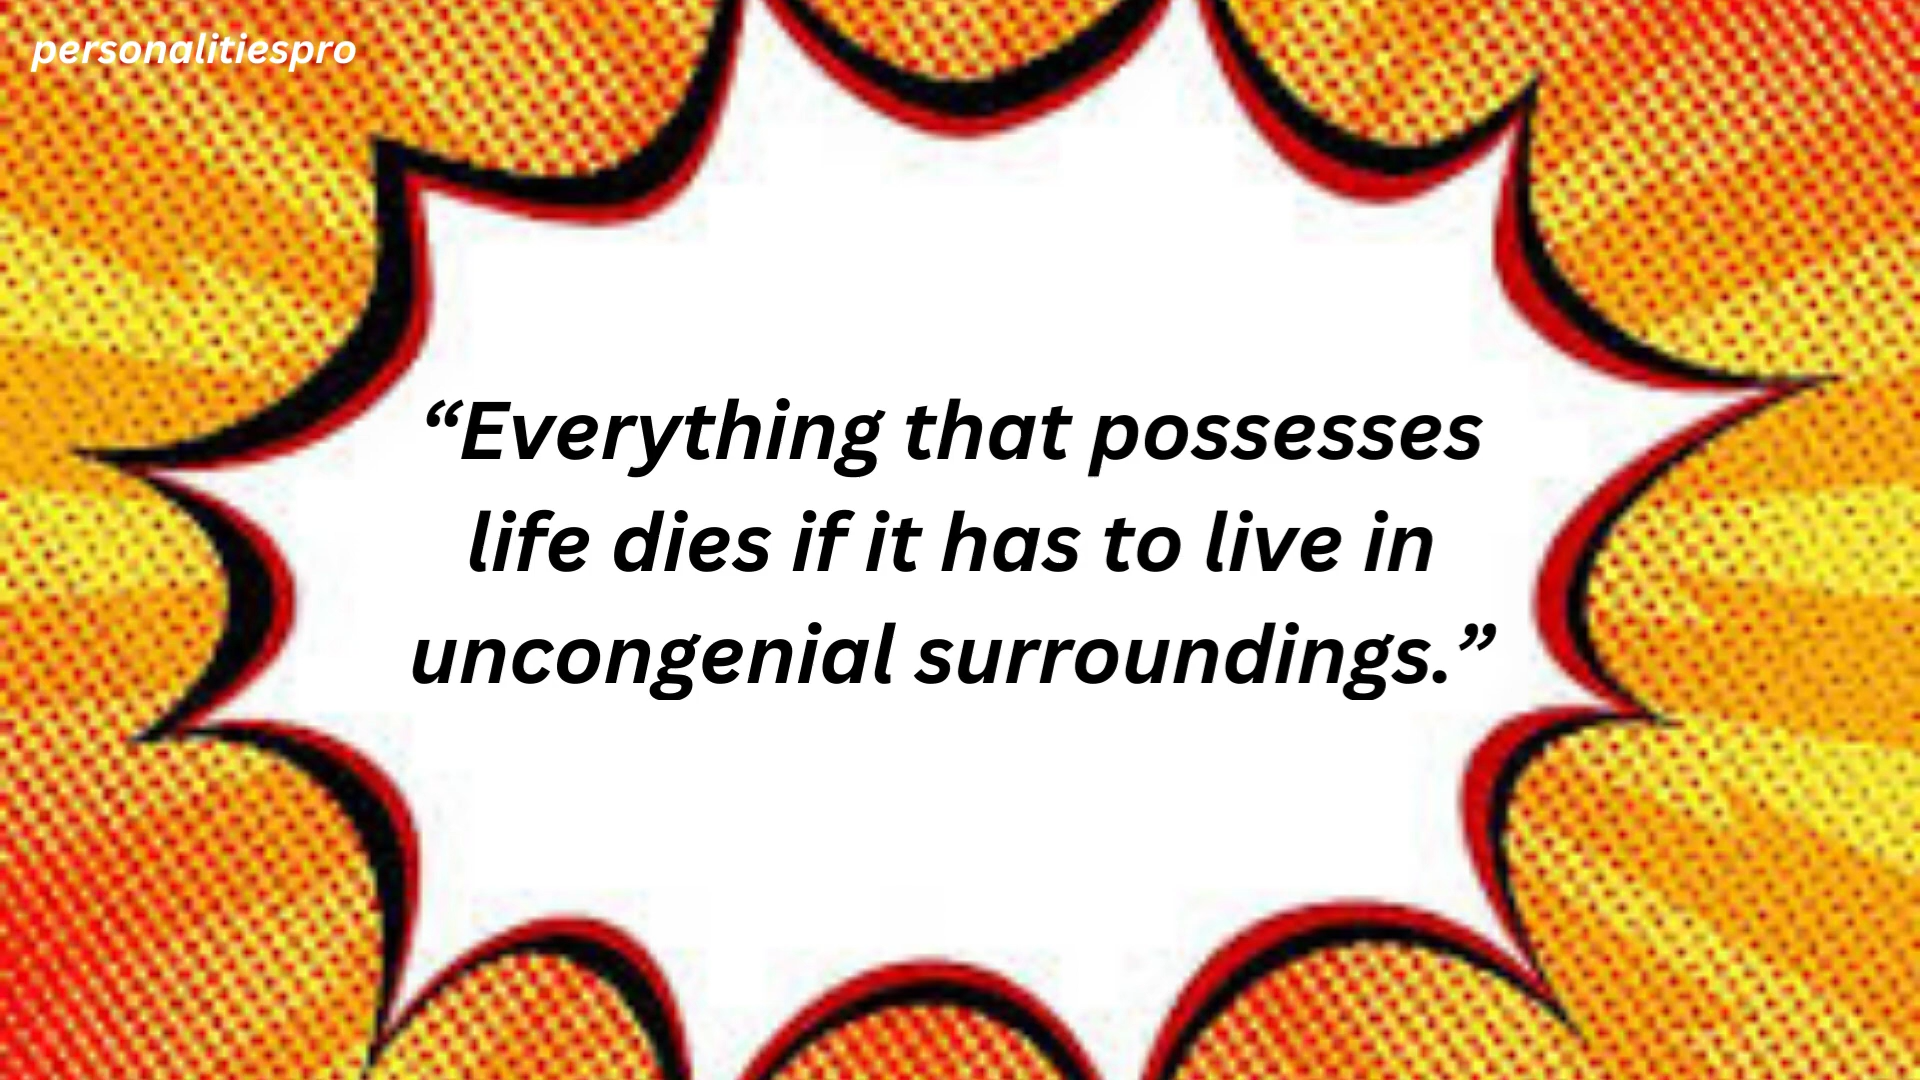 personalitiespro
“Everything that possesses
life dies if it has to live in
uncongenial surroundings.”